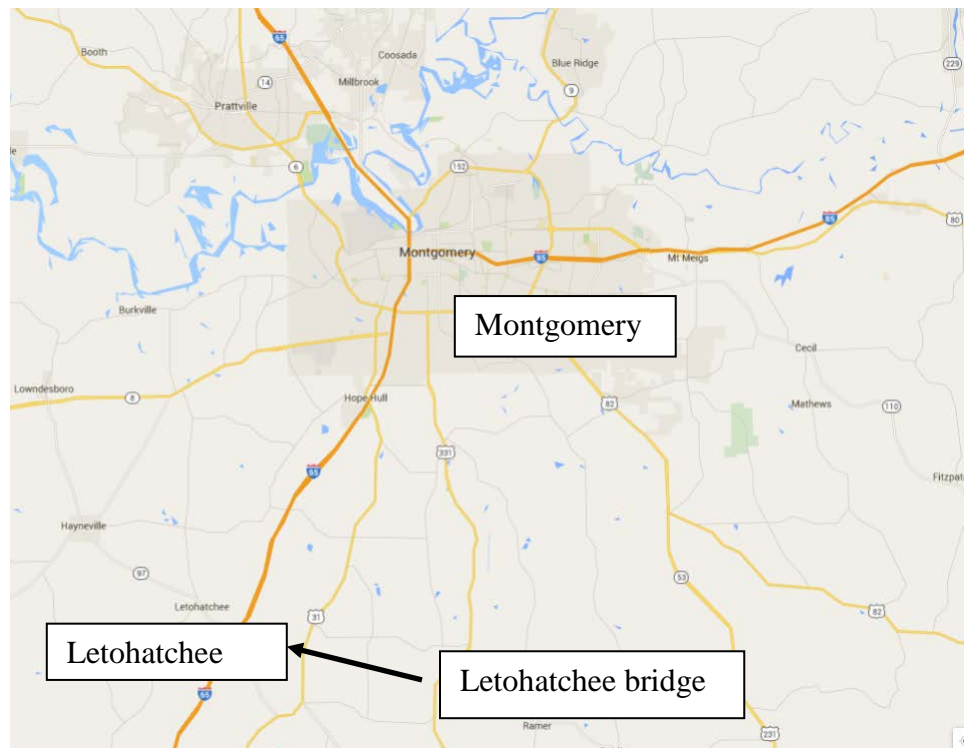 65
Booth
Coosada
Blue Ridge
229
14
Millbrook
9
Prattville
6
152
80
Montgomery
85
85
Mt Meigs
Burkville
Montgomery
Cecil
Lowndesboro
8
Hope Hull
82
Mathews
110
331
65
Fitzpat
Hayneville
97
53
Letohatchee
31
82
Letohatchee
Letohatchee bridge
65
Ramer
231